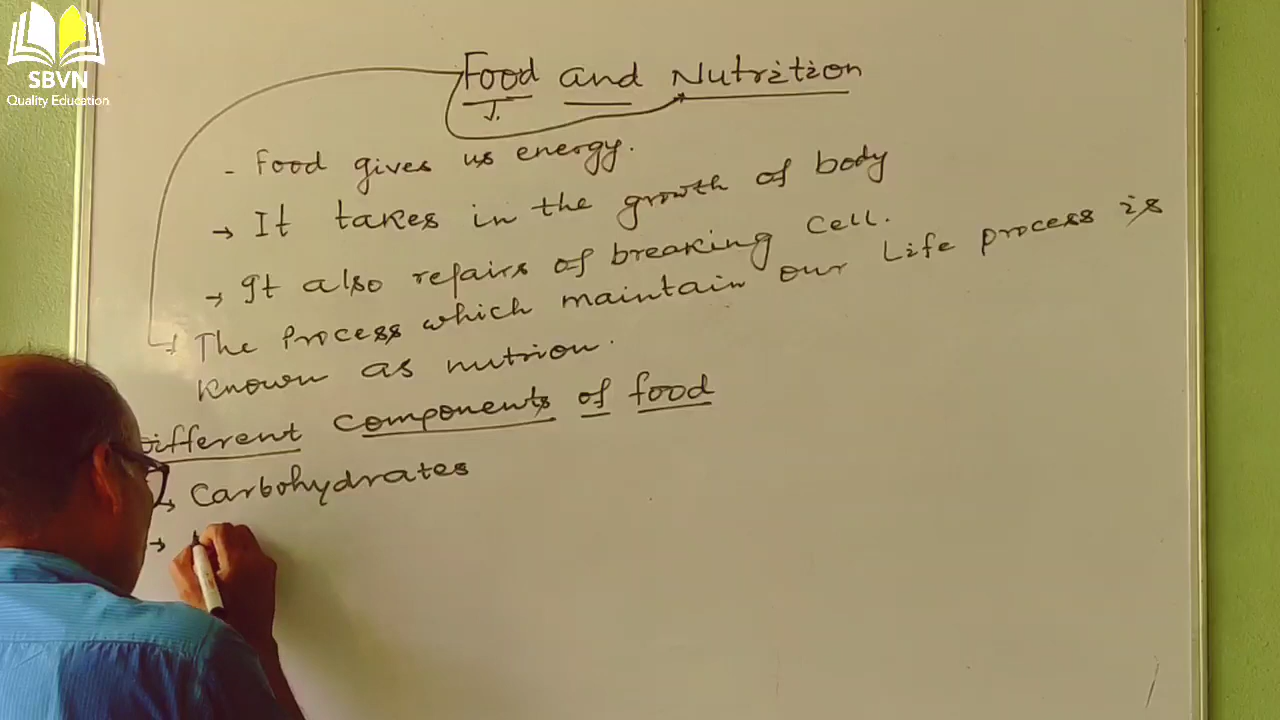 SBVN
Quality Education
Food and Nutrition
- Food gives us energy.
→ It takes in the growth of body
→ It also repairs of breaking cell.
→ The Process which maintain our Life process is
known as nutrion.
Different components of food
→ Carbohydrates
→